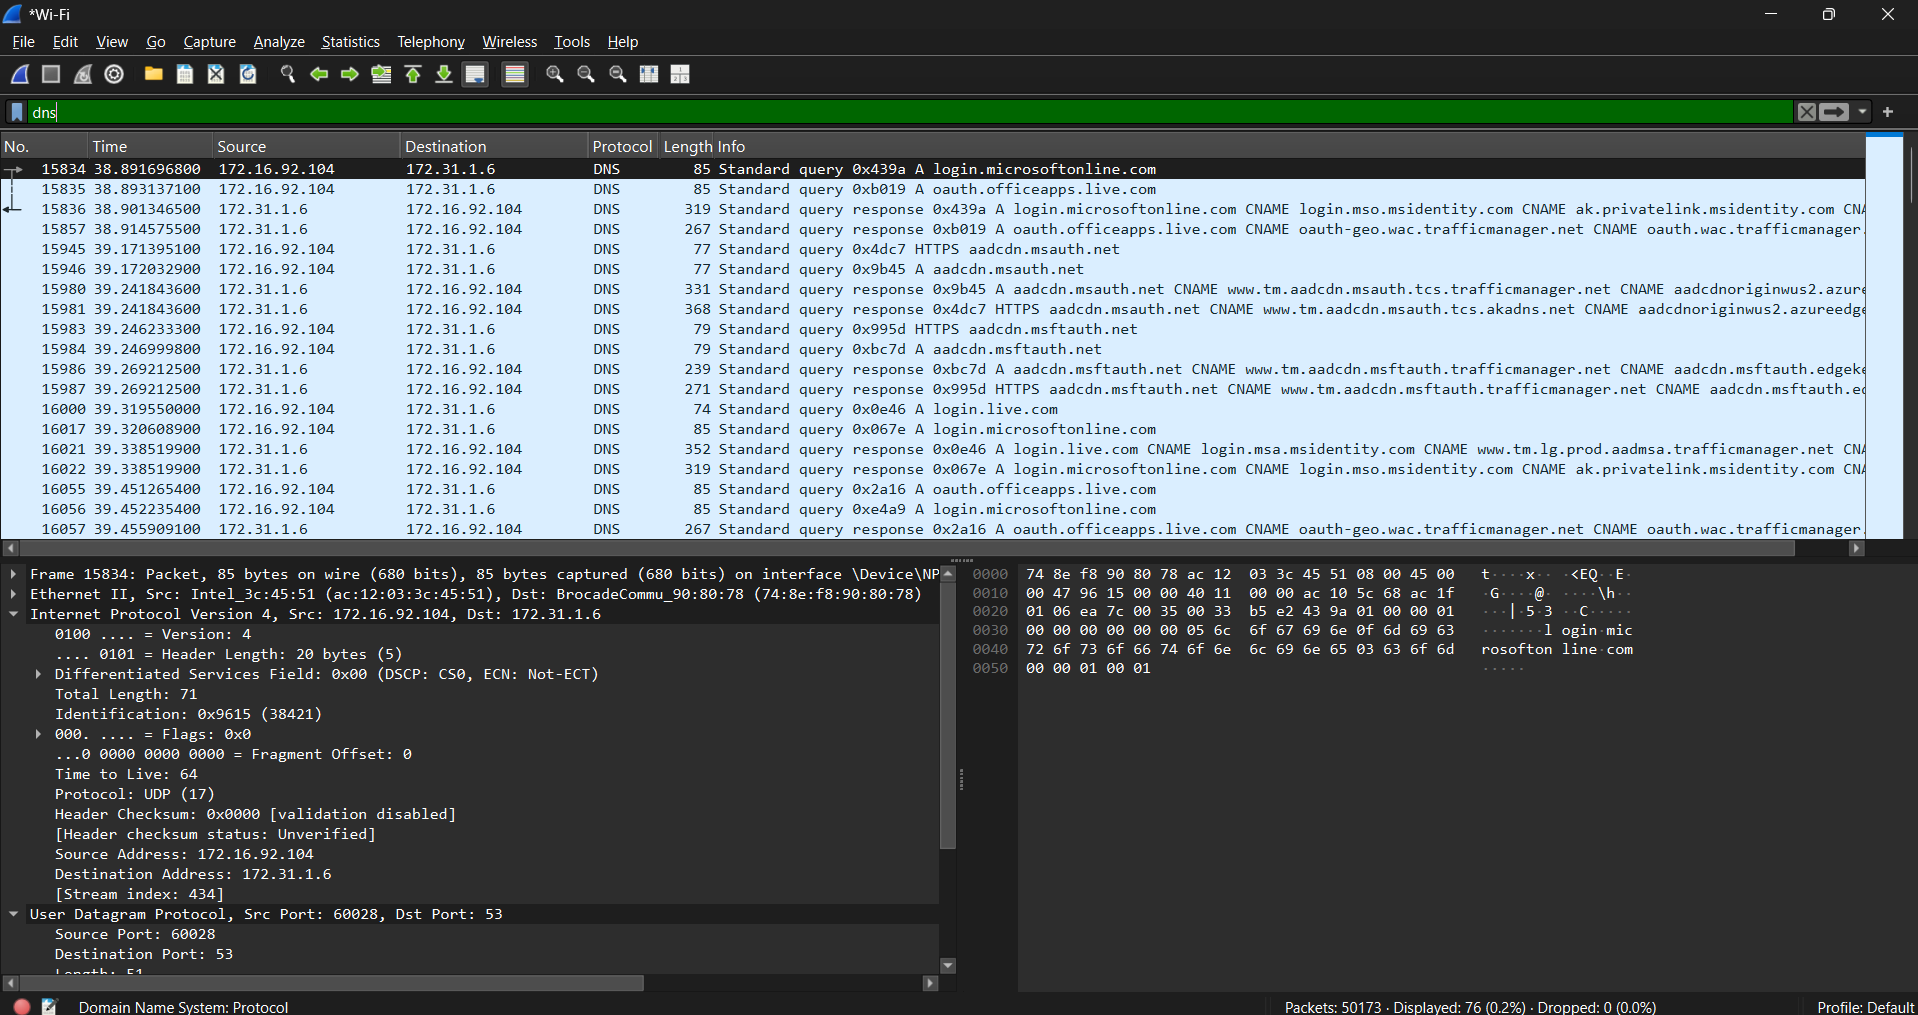 *Wi-Fi
File Edit View Go Capture Analyze Statistics Telephony Wireless Tools Help
dns
No. Time Source Destination Protocol Length Info
15834 38.891696800 172.16.92.104 172.31.1.6 DNS 85 Standard query 0x439a A login.microsoftonline.com
15835 38.893137100 172.16.92.104 172.31.1.6 DNS 85 Standard query 0xb019 A oauth.officeapps.live.com
15836 38.901346500 172.31.1.6 172.16.92.104 DNS 319 Standard query response 0x439a A login.microsoftonline.com CNAME login.mso.msidentity.com CNAME ak.privatelink.msidentity.com CNA
15857 38.914575500 172.31.1.6 172.16.92.104 DNS 267 Standard query response 0xb019 A oauth.officeapps.live.com CNAME oauth-geo.wac.trafficmanager.net CNAME oauth.wac.trafficmanager.
15945 39.171395100 172.16.92.104 172.31.1.6 DNS 77 Standard query 0x4dc7 HTTPS aadcdn.msauth.net
15946 39.172032900 172.16.92.104 172.31.1.6 DNS 77 Standard query 0x9b45 A aadcdn.msauth.net
15980 39.241843600 172.31.1.6 172.16.92.104 DNS 331 Standard query response 0x9b45 A aadcdn.msauth.net CNAME www.tm.aadcdn.msauth.tcs.trafficmanager.net CNAME aadcdnoriginwus2.azure
15981 39.241843600 172.31.1.6 172.16.92.104 DNS 368 Standard query response 0x4dc7 HTTPS aadcdn.msauth.net CNAME www.tm.aadcdn.msauth.tcs.akadns.net CNAME aadcdnoriginwus2.azureedge
15983 39.246233300 172.16.92.104 172.31.1.6 DNS 79 Standard query 0x995d HTTPS aadcdn.msftauth.net
15984 39.246999800 172.16.92.104 172.31.1.6 DNS 79 Standard query 0xbc7d A aadcdn.msftauth.net
15986 39.269212500 172.31.1.6 172.16.92.104 DNS 239 Standard query response 0xbc7d A aadcdn.msftauth.net CNAME www.tm.aadcdn.msftauth.trafficmanager.net CNAME aadcdn.msftauth.edgeke
15987 39.269212500 172.31.1.6 172.16.92.104 DNS 271 Standard query response 0x995d HTTPS aadcdn.msftauth.net CNAME www.tm.aadcdn.msftauth.trafficmanager.net CNAME aadcdn.msftauth.ed
16000 39.319550000 172.16.92.104 172.31.1.6 DNS 74 Standard query 0x0e46 A login.live.com
16017 39.320608900 172.16.92.104 172.31.1.6 DNS 85 Standard query 0x067e A login.microsoftonline.com
16021 39.338519900 172.31.1.6 172.16.92.104 DNS 352 Standard query response 0x0e46 A login.live.com CNAME login.msa.msidentity.com CNAME www.tm.lg.prod.aadmsa.trafficmanager.net CNA
16022 39.338519900 172.31.1.6 172.16.92.104 DNS 319 Standard query response 0x067e A login.microsoftonline.com CNAME login.mso.msidentity.com CNAME ak.privatelink.msidentity.com CNA
16055 39.451265400 172.16.92.104 172.31.1.6 DNS 85 Standard query 0x2a16 A oauth.officeapps.live.com
16056 39.452235400 172.16.92.104 172.31.1.6 DNS 85 Standard query 0xe4a9 A login.microsoftonline.com
16057 39.455909100 172.31.1.6 172.16.92.104 DNS 267 Standard query response 0x2a16 A oauth.officeapps.live.com CNAME oauth-geo.wac.trafficmanager.net CNAME oauth.wac.trafficmanager.
Frame 15834: Packet, 85 bytes on wire (680 bits), 85 bytes captured (680 bits) on interface \Device\NP
Ethernet II, Src: Intel_3c:45:51 (ac:12:03:3c:45:51), Dst: BrocadeCommu_90:80:78 (74:8e:f8:90:80:78)
Internet Protocol Version 4, Src: 172.16.92.104, Dst: 172.31.1.6
0100 .... = Version: 4
.... 0101 = Header Length: 20 bytes (5)
Differentiated Services Field: 0x00 (DSCP: CS0, ECN: Not-ECT)
Total Length: 71
Identification: 0x9615 (38421)
000. .... = Flags: 0x0
...0 0000 0000 0000 = Fragment Offset: 0
Time to Live: 64
Protocol: UDP (17)
Header Checksum: 0x0000 [validation disabled]
[Header checksum status: Unverified]
Source Address: 172.16.92.104
Destination Address: 172.31.1.6
[Stream index: 434]
User Datagram Protocol, Src Port: 60028, Dst Port: 53
Source Port: 60028
Destination Port: 53
Length: 51
0000 74 8e f8 90 80 78 ac 12 03 3c 45 51 08 00 45 00 t····x·· ·<EQ··E·
0010 00 47 96 15 00 00 40 11 00 00 ac 10 5c 68 ac 1f ·G····@· ····\h··
0020 01 06 ea 7c 00 35 00 33 b5 e2 43 9a 01 00 00 01 ···|·5·3 ··C·····
0030 00 00 00 00 00 00 05 6c 6f 67 69 6e 0f 6d 69 63 ·······l ogin·mic
0040 72 6f 73 6f 66 74 6f 6e 6c 69 6e 65 03 63 6f 6d rosofton line·com
0050 00 00 01 00 01 ·····
Domain Name System: Protocol
Packets: 50173 · Displayed: 76 (0.2%) · Dropped: 0 (0.0%)
Profile: Default